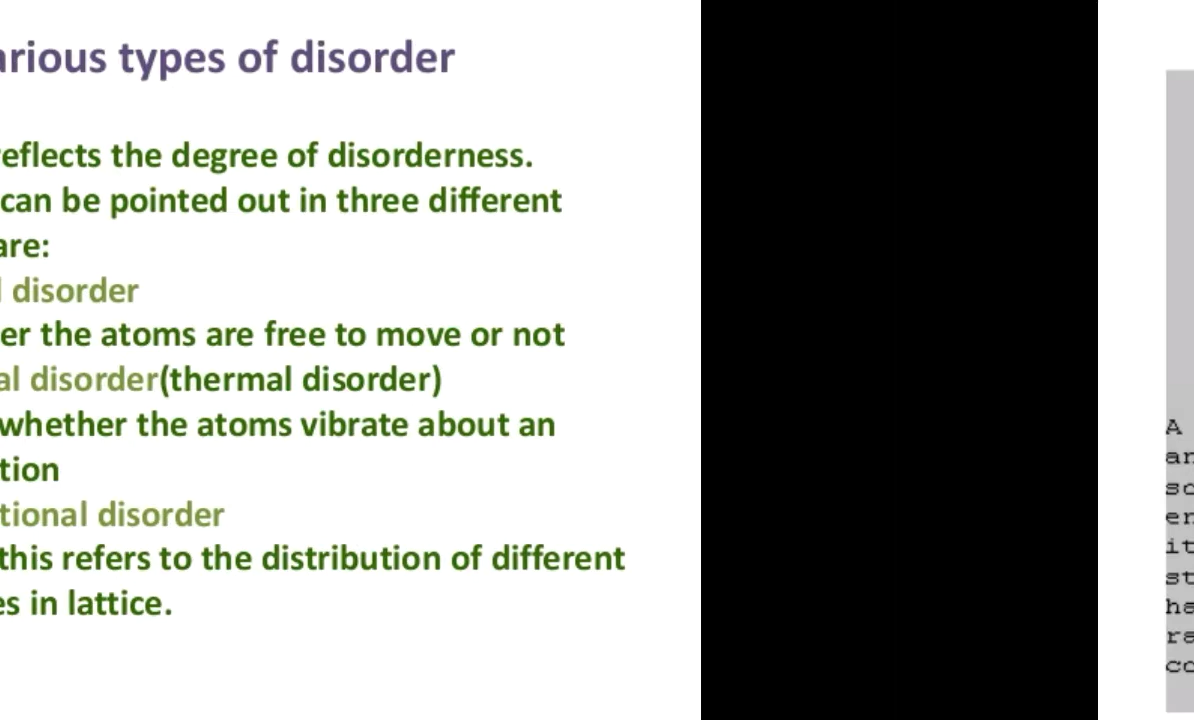 arious types of disorder
reflects the degree of disorderness.
can be pointed out in three different
are:
disorder
er the atoms are free to move or not
al disorder(thermal disorder)
whether the atoms vibrate about an
tion
tional disorder
this refers to the distribution of different
es in lattice.
A
an
sc
en
it
st
ha
ra
co